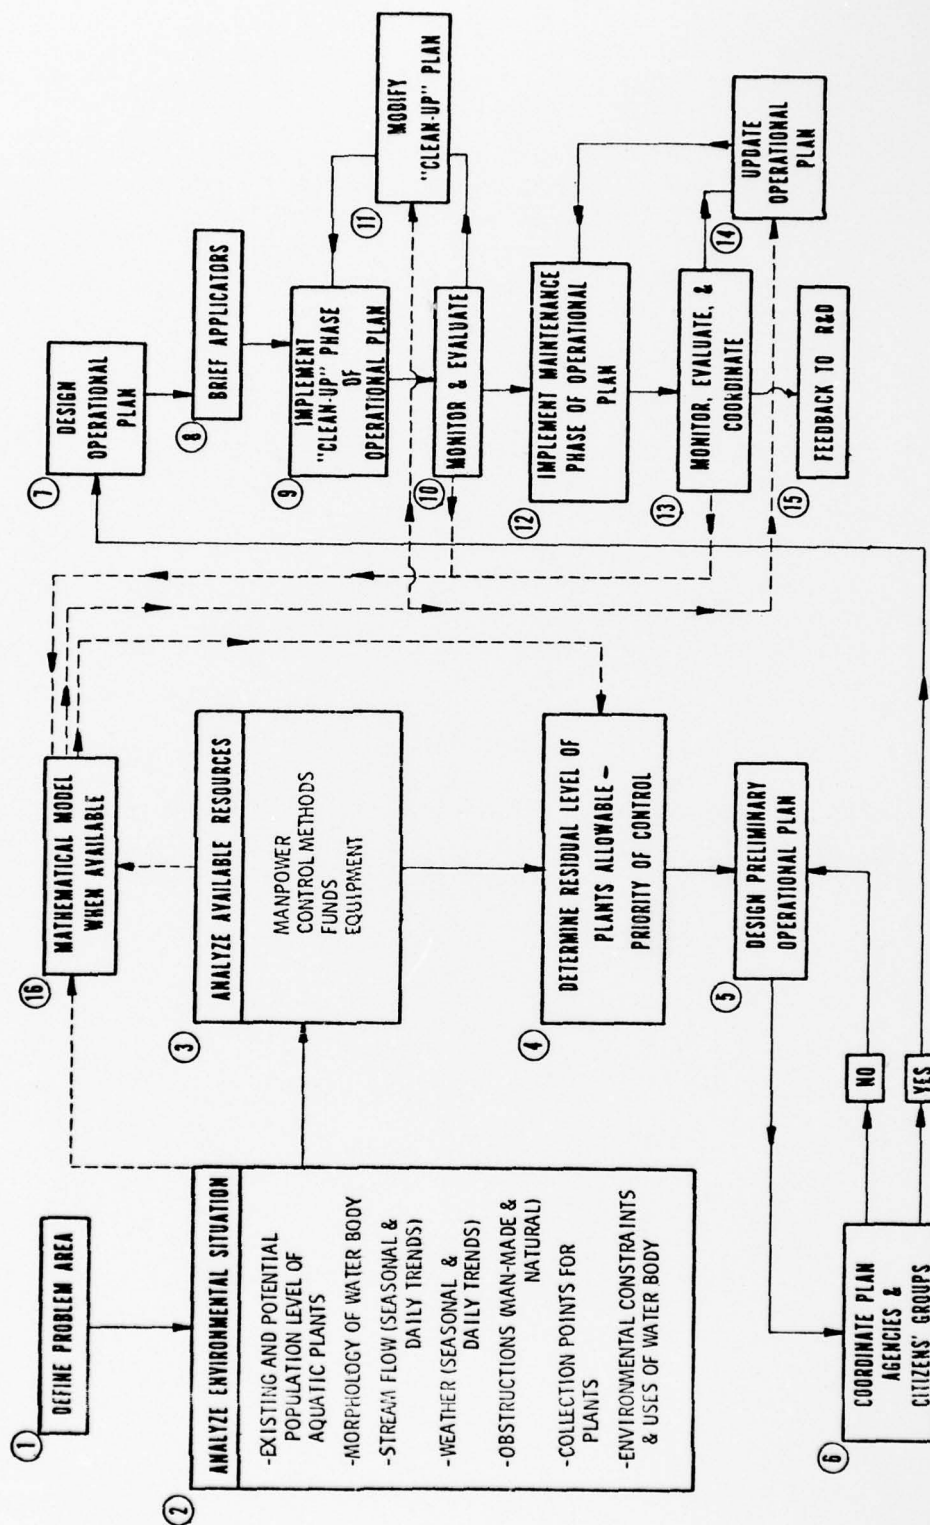 1
DEFINE PROBLEM AREA
2
ANALYZE ENVIRONMENTAL SITUATION
-EXISTING AND POTENTIAL
POPULATION LEVEL OF
AQUATIC PLANTS
-MORPHOLOGY OF WATER BODY
-STREAM FLOW (SEASONAL &
DAILY TRENDS)
-WEATHER (SEASONAL &
DAILY TRENDS)
-OBSTRUCTIONS (MAN-MADE &
NATURAL)
-COLLECTION POINTS FOR
PLANTS
-ENVIRONMENTAL CONSTRAINTS
& USES OF WATER BODY
3
ANALYZE AVAILABLE RESOURCES
MANPOWER
CONTROL METHODS
FUNDS
EQUIPMENT
4
DETERMINE RESIDUAL LEVEL OF
PLANTS ALLOWABLE –
PRIORITY OF CONTROL
5
DESIGN PRELIMINARY
OPERATIONAL PLAN
6
COORDINATE PLAN
AGENCIES &
CITIZENS' GROUPS
NO
YES
7
DESIGN
OPERATIONAL
PLAN
8
BRIEF APPLICATORS
9
IMPLEMENT
"CLEAN-UP" PHASE
OF
OPERATIONAL PLAN
10
MONITOR & EVALUATE
11
MODIFY
"CLEAN-UP" PLAN
12
IMPLEMENT MAINTENANCE
PHASE OF OPERATIONAL
PLAN
13
MONITOR, EVALUATE, &
COORDINATE
14
UPDATE
OPERATIONAL
PLAN
15
FEEDBACK TO R&D
16
MATHEMATICAL MODEL
WHEN AVAILABLE